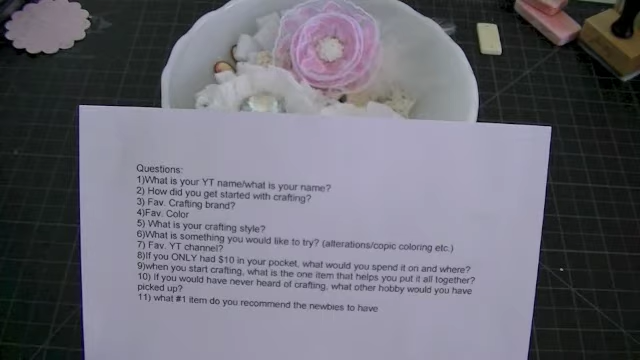 Questions:
1)What is your YT name/what is your name?
2) How did you get started with crafting?
3) Fav. Crafting brand?
4)Fav. Color
5) What is your crafting style?
6)What is something you would like to try? (alterations/copic coloring etc.)
7) Fav. YT channel?
8)If you ONLY had $10 in your pocket, what would you spend it on and where?
9)when you start crafting, what is the one item that helps you put it all together?
10) If you would have never heard of crafting, what other hobby would you have
picked up?
11) what #1 item do you recommend the newbies to have